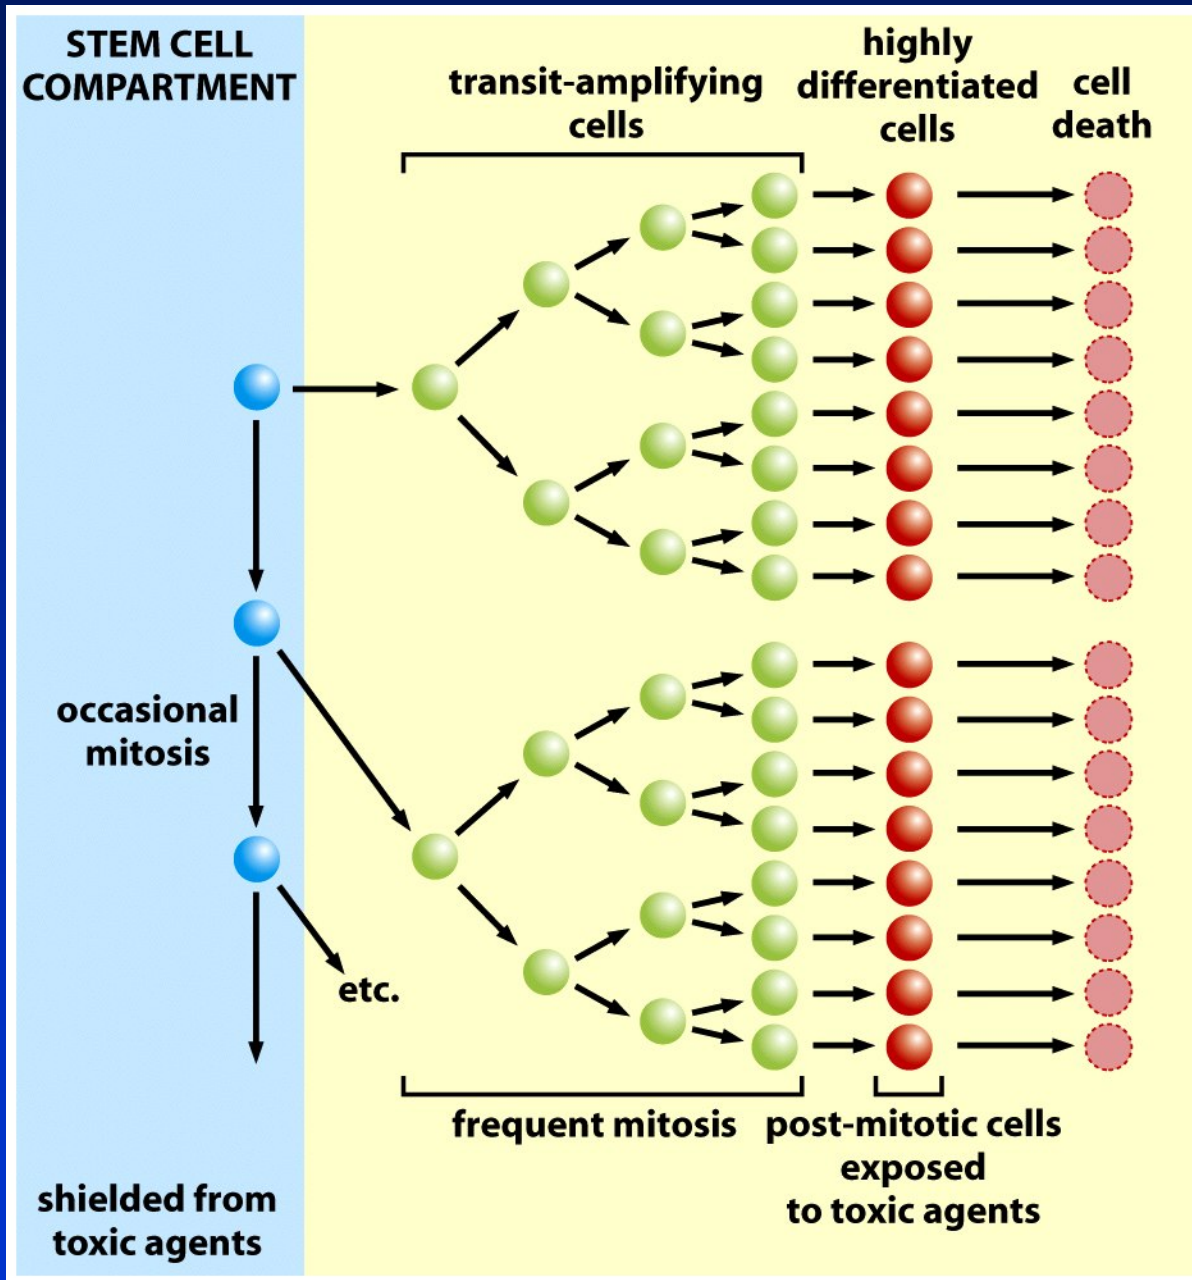 STEM CELL
COMPARTMENT
transit-amplifying
cells
highly
differentiated
cells
cell
death
occasional
mitosis
etc.
frequent mitosis
post-mitotic cells
exposed
to toxic agents
shielded from
toxic agents